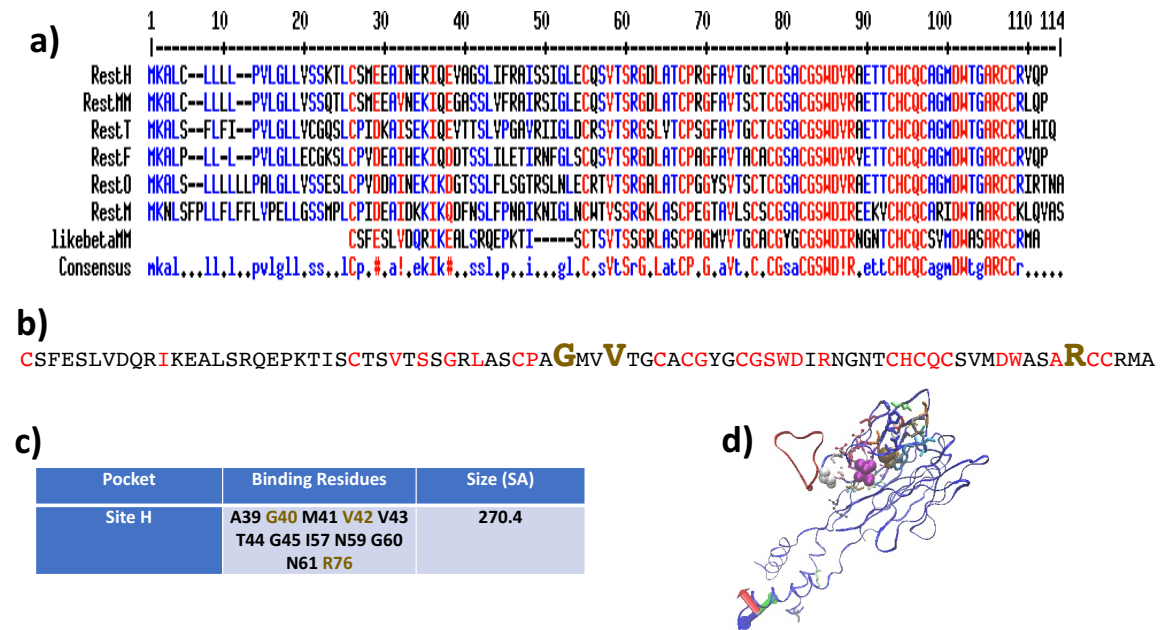 a)
1 10 20 30 40 50 60 70 80 90 100 110 114
RestH MKALC--LLLL--PVLGLLVSSKTLCSMEEAINERIQEVAGSLIFRAISSIGLECQSVTSRGDLATCPRGFAVTGCTCGSACGSWDVRAETTCHCQCAGMDWTGARCCRVQP
RestMM MKALC--LLLL--PVLGLLVSSQTLCSMEEAVNEKIQEGASSLVFRAIRSIGLECQSVTSRGDLATCPRGFAVTGCTCGSACGSWDVRAETTCHCQCAGMDWTGARCCRLQP
RestT MKALS--FLFI--PVLGLLVCGQSLCPIDKAISEKIQEVTTSLVPGAVRIIGLDCRSVTSRGSLVTCPSGFAVTGCTCGSACGSWDVRAETTCHCQCAGMDWTGARCCRLHIQ
RestF MKALP--LL-L--PVLGLLECGKSLCPVDEAIHEKIQDDTSSLILETIRNFGLSCQSVTSRGDLATCPAGFAVTACACGSACGSWDVRVETTCHCQCAGMDWTGARCCRVQP
RestO MKALS--LLLLLLPALGLLVSSESLCPVDDAINEKIKDGTSSLFLSGTRSLNLECRTVTSRGALATCPGGYSVTSCTCGSACGSWDVRAETTCHCQCAGMDWTGARCCRIRTNA
RestM MKNLSFPLLFLFFLVPELLGSSMPLCPIDEAIDKKIKQDFNSLFPNAIKNIGLNCWTVSSRGKLASCPEGTAVLSCSCGSACGSWDIREEKVCHCQCARIDWTAARCCKLQVAS
likebetaMM CSFESLVDQRIKEALSRQEPKTI-----SCTSVTSSGRLASCPAGMVVTGCACGYGCGSWDIRNGNTCHCQCSVMDWASARCCRMA
Consensus mkal...ll.l..pvlgll.ss..lCp.#.a!.ekIk#..ssl.p..i...gl.C.sVtSrG.LatCP.G.aVt.C.CGsaCGSWD!R.ettCHCQCagmDWtgARCCr.....
b)
CSFESLVDQRIKEALSRQEPKTISCTSVTSSGRLASCPAGMVVTGCACGYGCGSWDIRNGNTCHCQCSVMDWASARCCRMA
c)
Pocket Binding Residues Size (SA)
Site H A39 G40 M41 V42 V43 270.4
T44 G45 I57 N59 G60
N61 R76
d)